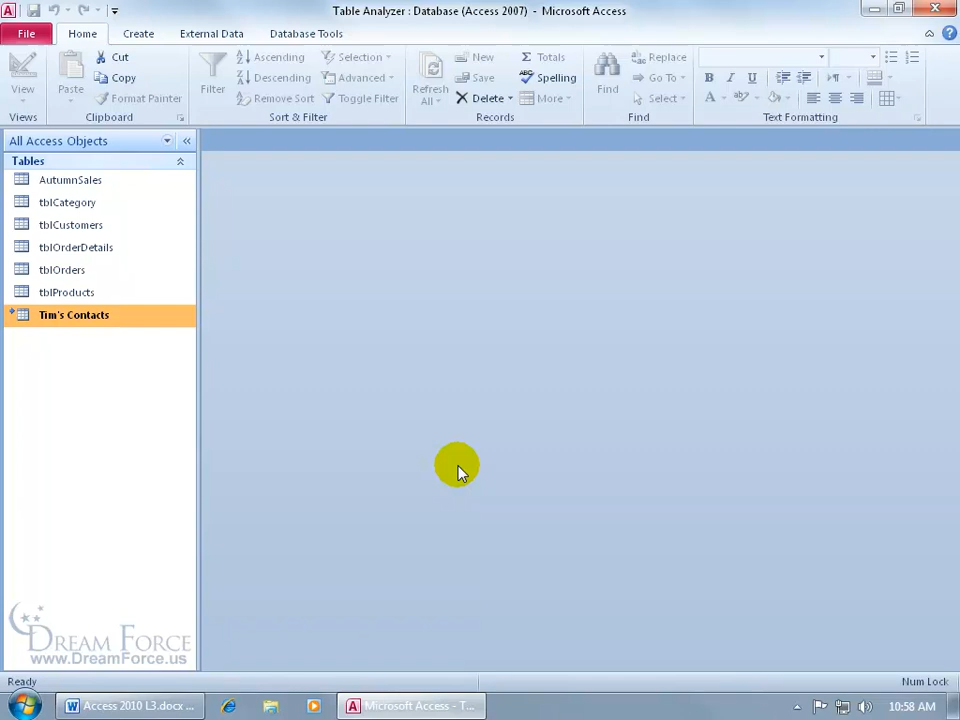 Table Analyzer : Database (Access 2007) - Microsoft Access
File Home Create External Data Database Tools
View
Views
Paste
Cut
Copy
Format Painter
Clipboard
Filter
Ascending
Descending
Remove Sort
Selection
Advanced
Toggle Filter
Sort & Filter
Refresh
All
New
Save
Delete
Totals
Spelling
More
Records
Find
Replace
Go To
Select
Find
B I U
A
Text Formatting
All Access Objects
Tables
AutumnSales
tblCategory
tblCustomers
tblOrderDetails
tblOrders
tblProducts
Tim's Contacts
DREAM FORCE
www.DreamForce.us
Ready
Num Lock
Access 2010 L3.docx ...
Microsoft Access - T...
10:58 AM